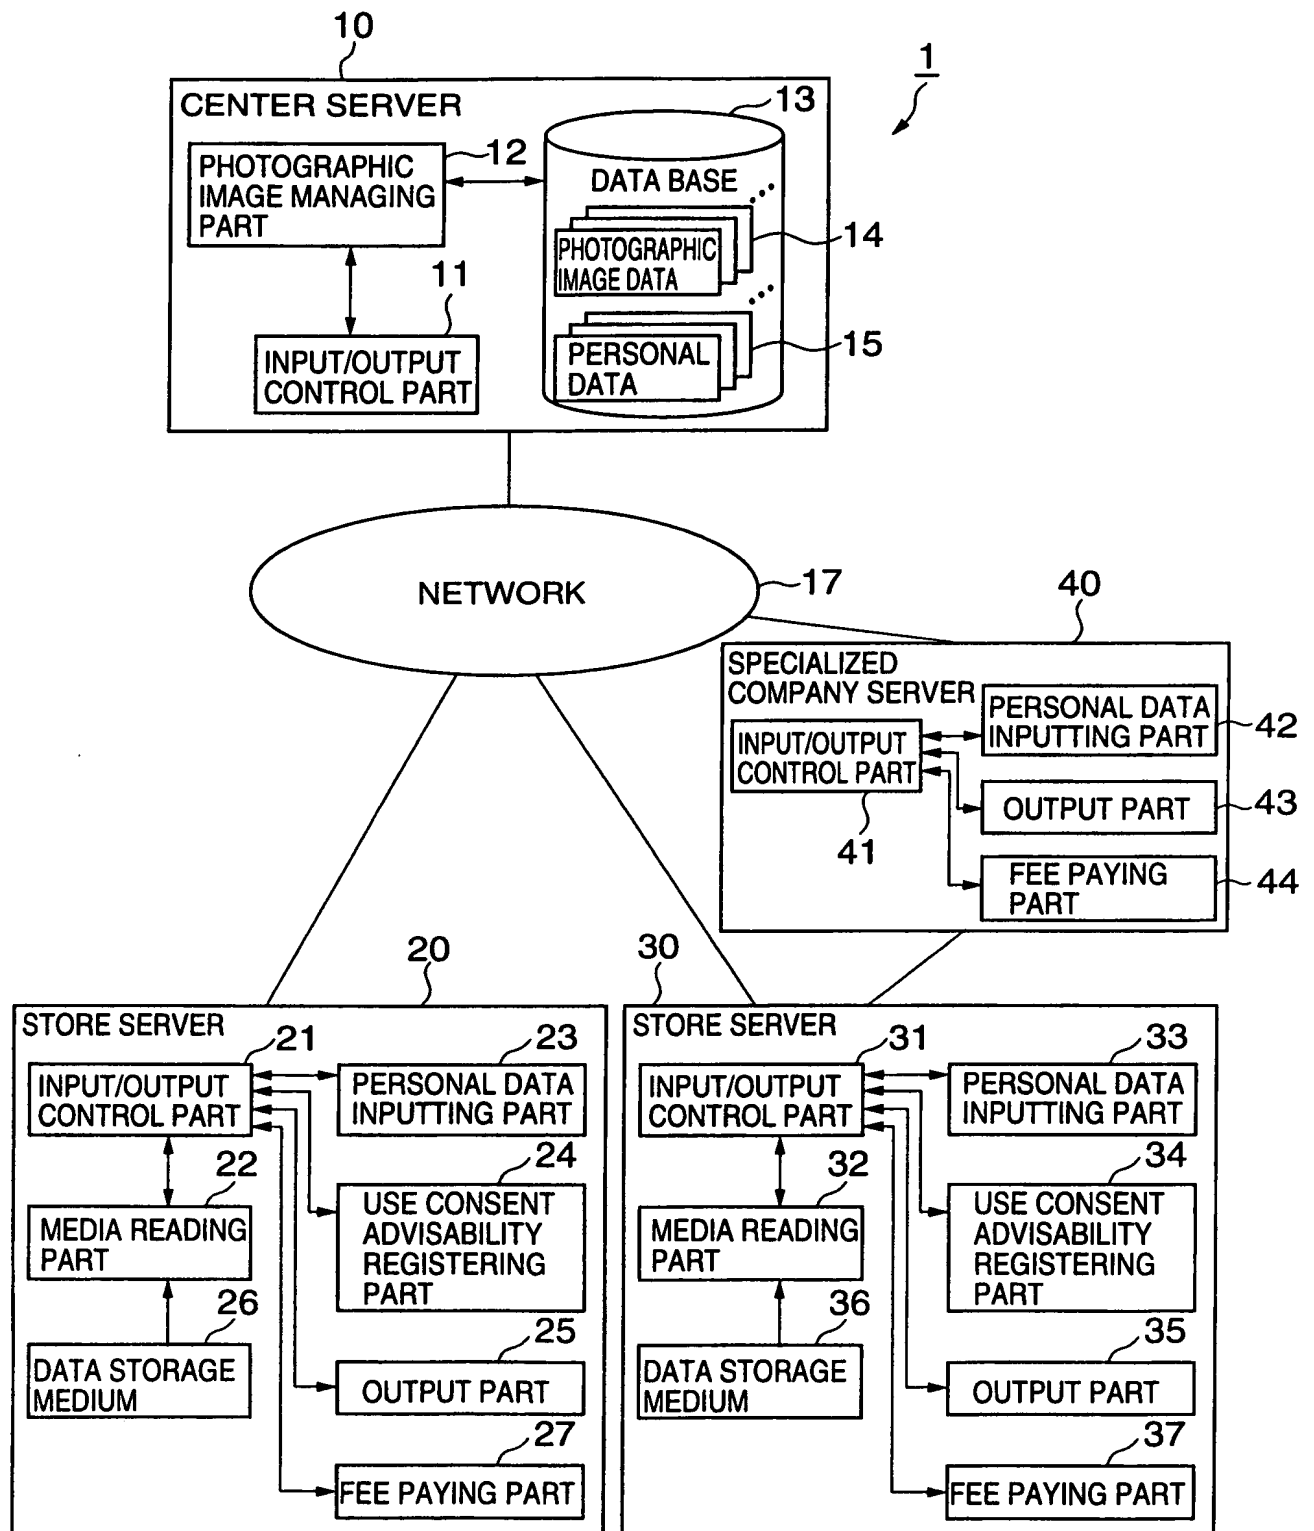 10
1
CENTER SERVER
13
12
PHOTOGRAPHIC
IMAGE MANAGING
PART
DATA BASE
14
PHOTOGRAPHIC
IMAGE DATA
11
INPUT/OUTPUT
CONTROL PART
15
PERSONAL
DATA
NETWORK
17
40
SPECIALIZED
COMPANY SERVER
INPUT/OUTPUT
CONTROL PART
41
PERSONAL DATA
INPUTTING PART
42
OUTPUT PART
43
FEE PAYING
PART
44
20
STORE SERVER
21
INPUT/OUTPUT
CONTROL PART
23
PERSONAL DATA
INPUTTING PART
22
MEDIA READING
PART
24
USE CONSENT
ADVISABILITY
REGISTERING
PART
26
DATA STORAGE
MEDIUM
25
OUTPUT PART
27
FEE PAYING PART
30
STORE SERVER
31
INPUT/OUTPUT
CONTROL PART
33
PERSONAL DATA
INPUTTING PART
32
MEDIA READING
PART
34
USE CONSENT
ADVISABILITY
REGISTERING
PART
36
DATA STORAGE
MEDIUM
35
OUTPUT PART
37
FEE PAYING PART